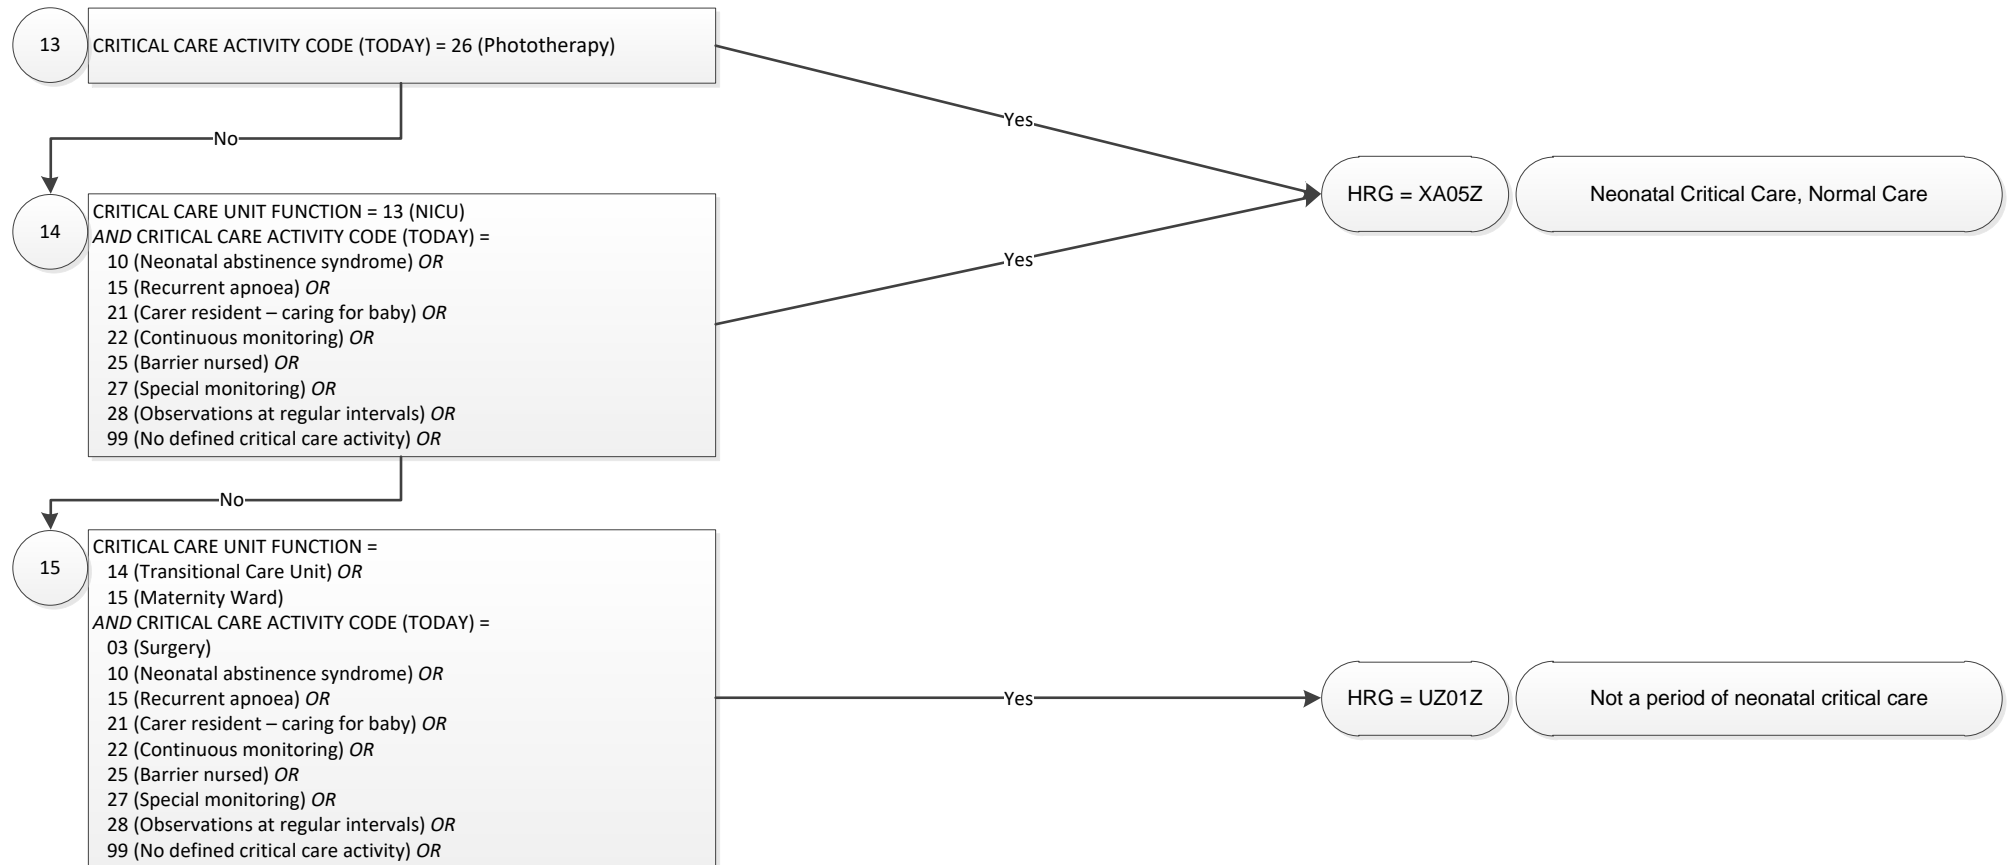 13
CRITICAL CARE ACTIVITY CODE (TODAY) = 26 (Phototherapy)
Yes
No
HRG = XA05Z
Neonatal Critical Care, Normal Care
14
CRITICAL CARE UNIT FUNCTION = 13 (NICU)
AND CRITICAL CARE ACTIVITY CODE (TODAY) =
10 (Neonatal abstinence syndrome) OR
15 (Recurrent apnoea) OR
21 (Carer resident – caring for baby) OR
22 (Continuous monitoring) OR
25 (Barrier nursed) OR
27 (Special monitoring) OR
28 (Observations at regular intervals) OR
99 (No defined critical care activity) OR
Yes
No
15
CRITICAL CARE UNIT FUNCTION =
14 (Transitional Care Unit) OR
15 (Maternity Ward)
AND CRITICAL CARE ACTIVITY CODE (TODAY) =
03 (Surgery)
10 (Neonatal abstinence syndrome) OR
15 (Recurrent apnoea) OR
21 (Carer resident – caring for baby) OR
22 (Continuous monitoring) OR
25 (Barrier nursed) OR
27 (Special monitoring) OR
28 (Observations at regular intervals) OR
99 (No defined critical care activity) OR
Yes
HRG = UZ01Z
Not a period of neonatal critical care